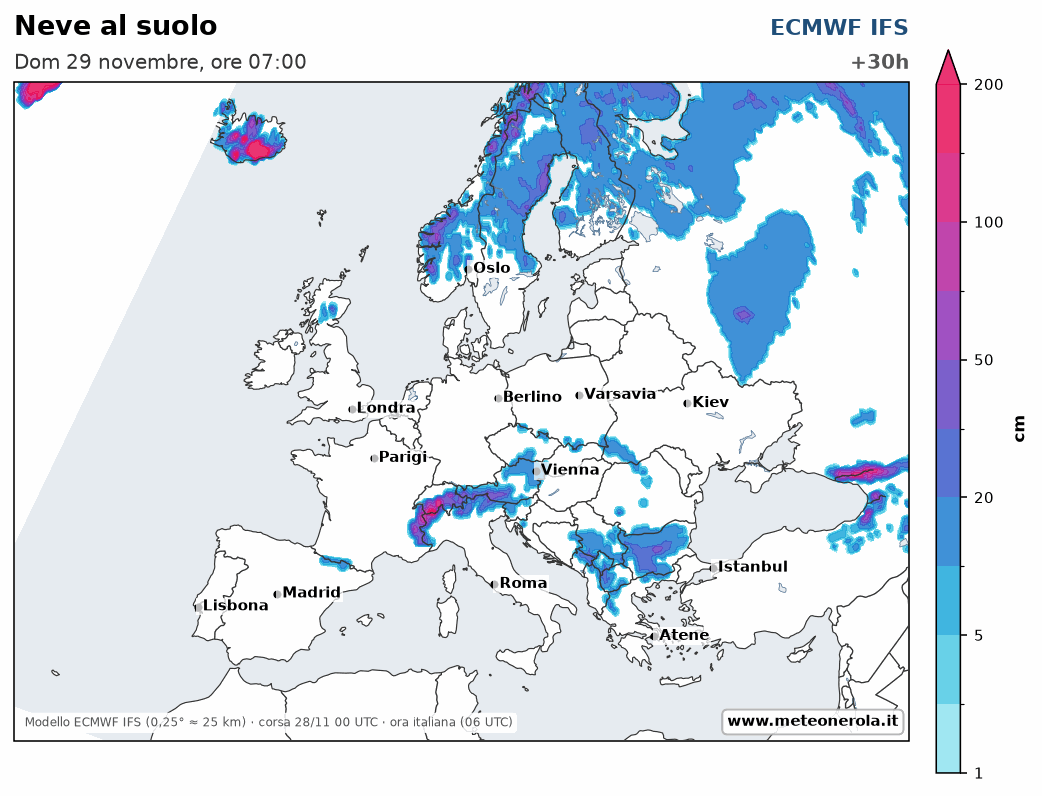 Neve al suolo
ECMWF IFS
Dom 29 novembre, ore 07:00
+30h
200
100
50
20
5
1
cm
Oslo
Londra
Berlino
Varsavia
Kiev
Parigi
Vienna
Istanbul
Roma
Madrid
Lisbona
Atene
Modello ECMWF IFS (0,25° ≈ 25 km) · corsa 28/11 00 UTC · ora italiana (06 UTC)
www.meteonerola.it